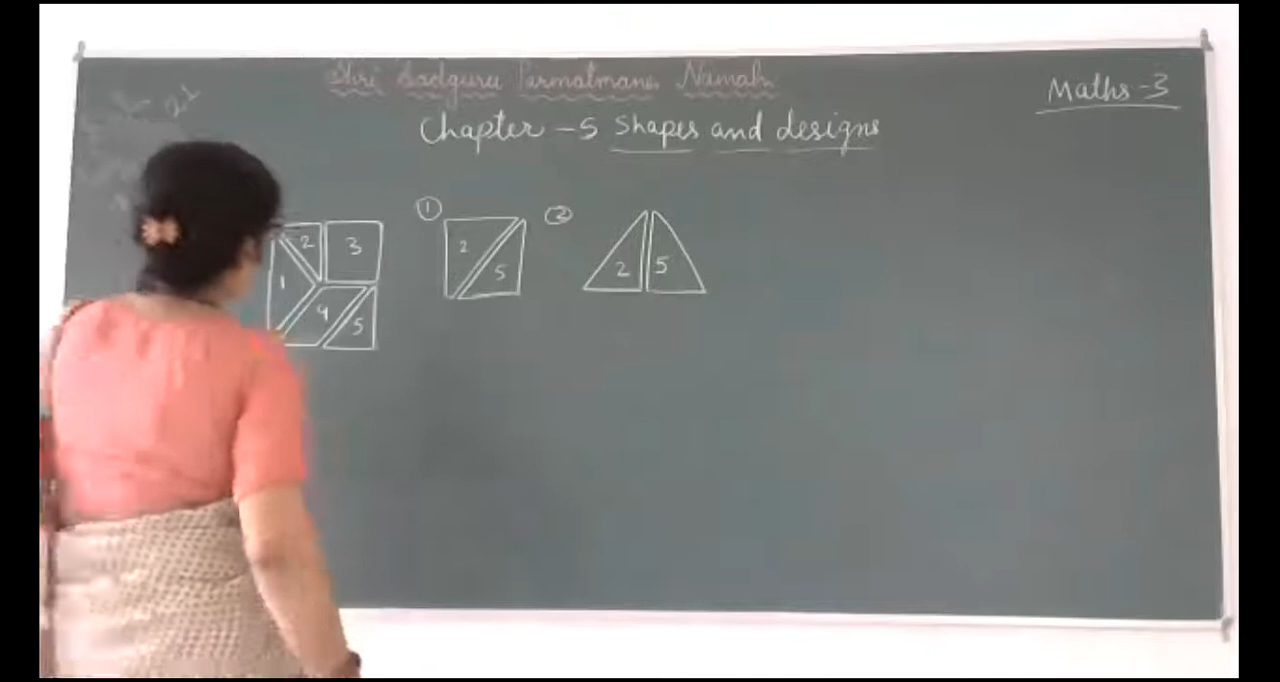 Shri Sadguru Parmatmane Namah
Maths -3
Chapter -5 Shapes and designs
① ②
2 3 2 5 2 5
1
4 5